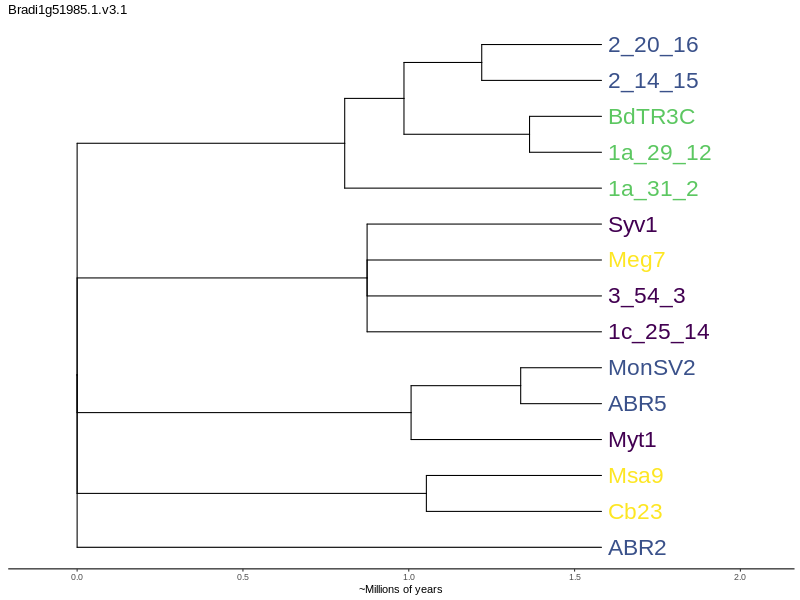 Bradi1g51985.1.v3.1
2_20_16
2_14_15
BdTR3C
1a_29_12
1a_31_2
Syv1
Meg7
3_54_3
1c_25_14
MonSV2
ABR5
Myt1
Msa9
Cb23
ABR2
0.0 0.5 1.0 1.5 2.0
~Millions of years